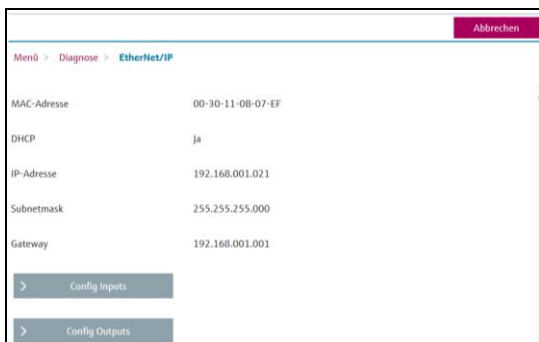 Abbrechen
Menü > Diagnose > EtherNet/IP
MAC-Adresse 00-30-11-0B-07-EF
DHCP Ja
IP-Adresse 192.168.001.021
Subnetmask 255.255.255.000
Gateway 192.168.001.001
> Config Inputs
> Config Outputs